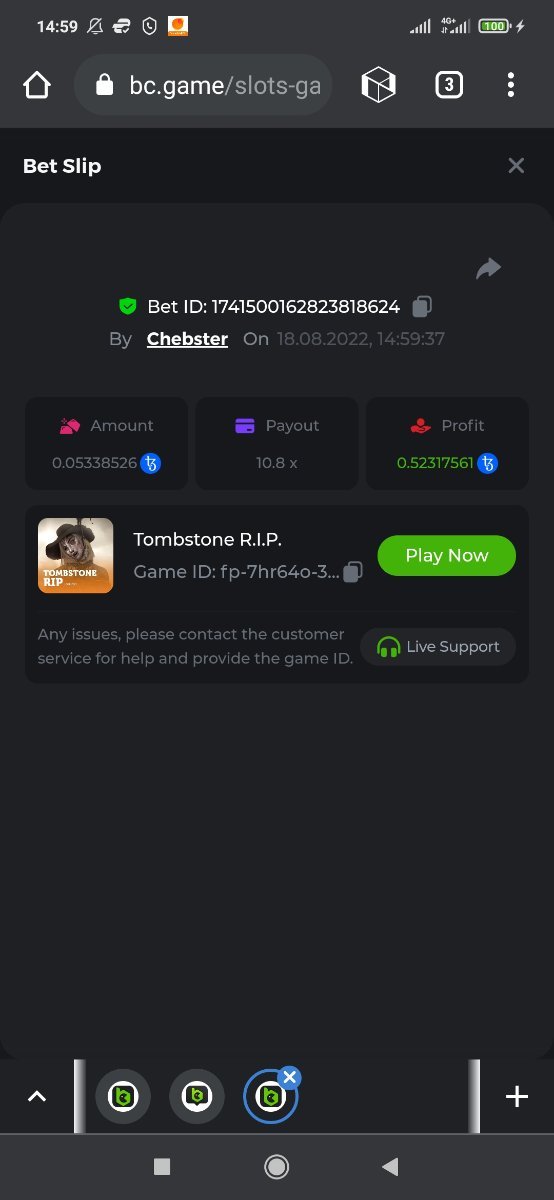 14:59 4G+ 100
bc.game/slots-ga 3
Bet Slip
Bet ID: 1741500162823818624
By Chebster On 18.08.2022, 14:59:37
Amount Payout Profit
0.05338526 10.8 x 0.52317561
Tombstone R.I.P.
Game ID: fp-7hr64o-3...
Play Now
TOMBSTONE
RIP
Any issues, please contact the customer
service for help and provide the game ID.
Live Support